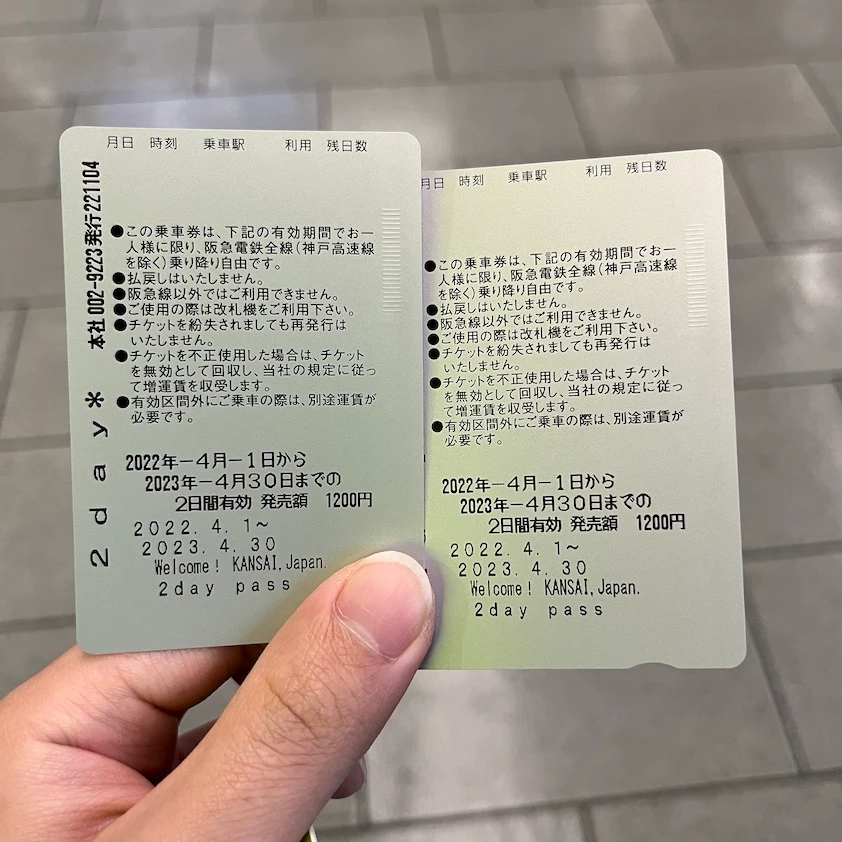 月日 時刻 乗車駅 利用 残日数
●この乗車券は、下記の有効期間でお一
人様に限り、阪急電鉄全線(神戸高速線
を除く)乗り降り自由です。
●払戻しはいたしません。
●阪急線以外ではご利用できません。
●ご使用の際は改札機をご利用下さい。
●チケットを紛失されましても再発行は
いたしません。
●チケットを不正使用した場合は、チケット
を無効として回収し、当社の規定に従っ
て増運賃を収受します。
●有効区間外にご乗車の際は、別途運賃が
必要です。
2022年-4月-1日から
2023年-4月30日までの
2日間有効 発売額 1200円
2022. 4. 1~
2023. 4. 30
Welcome! KANSAI,Japan.
2day pass
2day* 本社 002-9223発行221104
月日 時刻 乗車駅 利用 残日数
●この乗車券は、下記の有効期間でお一
人様に限り、阪急電鉄全線(神戸高速線
を除く)乗り降り自由です。
●払戻しはいたしません。
●阪急線以外ではご利用できません。
●ご使用の際は改札機をご利用下さい。
●チケットを紛失されましても再発行は
いたしません。
●チケットを不正使用した場合は、チケット
を無効として回収し、当社の規定に従っ
て増運賃を収受します。
●有効区間外にご乗車の際は、別途運賃が
必要です。
2022年-4月-1日から
2023年-4月30日までの
2日間有効 発売額 1200円
2022. 4. 1~
2023. 4. 30
Welcome! KANSAI,Japan.
2day pass